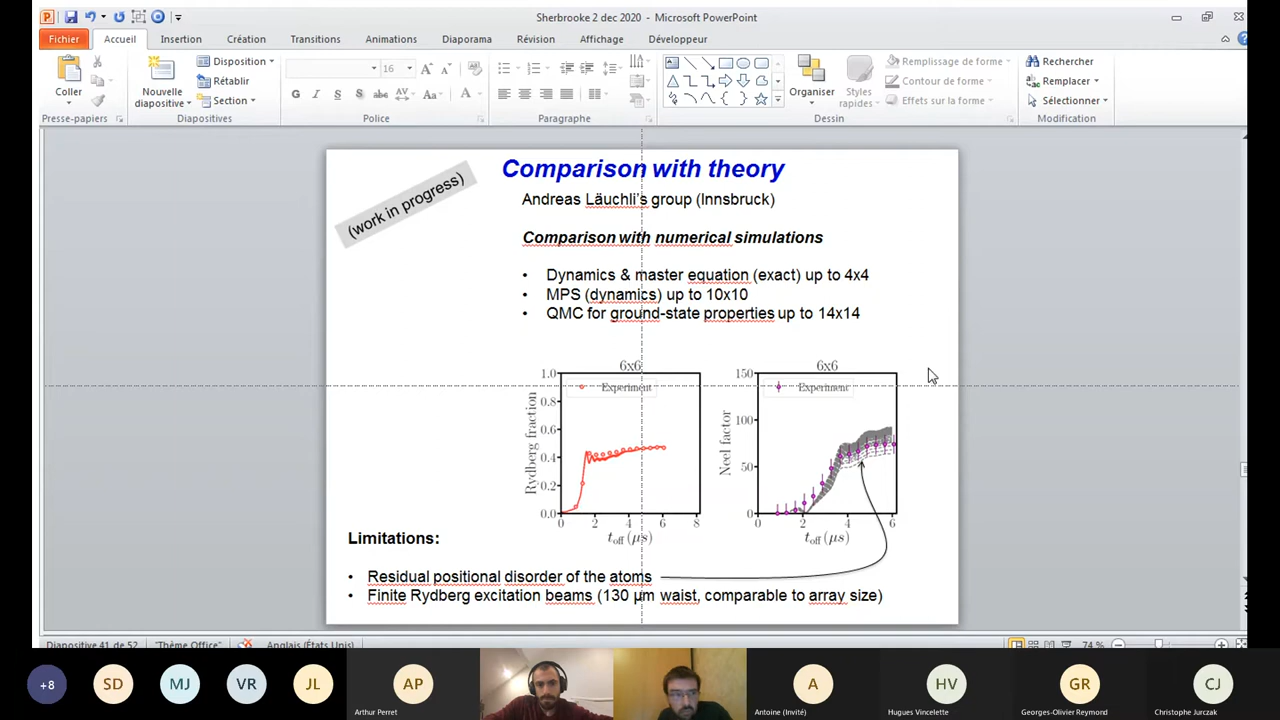 Sherbrooke 2 dec 2020 - Microsoft PowerPoint
Fichier Accueil Insertion Création Transitions Animations Diaporama Révision Affichage Développeur
Coller
Presse-papiers
Nouvelle diapositive
Disposition
Rétablir
Section
Diapositives
16
G I S S abc AV Aa A
Police
Paragraphe
Dessin
Organiser
Styles rapides
Remplissage de forme
Contour de forme
Effets sur la forme
Rechercher
Remplacer
Sélectionner
Modification
(work in progress)
Comparison with theory
Andreas Läuchli's group (Innsbruck)
Comparison with numerical simulations
• Dynamics & master equation (exact) up to 4x4
• MPS (dynamics) up to 10x10
• QMC for ground-state properties up to 14x14
6x6
Experiment
Rydberg fraction
1.0
0.8
0.6
0.4
0.2
0.0
0 2 4 6 8
t_off (μs)
6x6
Experiment
Neel factor
150
100
50
0
0 2 4 6
t_off (μs)
Limitations:
• Residual positional disorder of the atoms
• Finite Rydberg excitation beams (130 μm waist, comparable to array size)
Diapositive 41 of 52 "Thème Office" Anglais (États Unis) 74 %
+8 SD MJ VR JL AP A HV GR CJ
Arthur Perret Antoine (Invité) Hugues Vincelette Georges-Olivier Reymond Christophe Jurczak